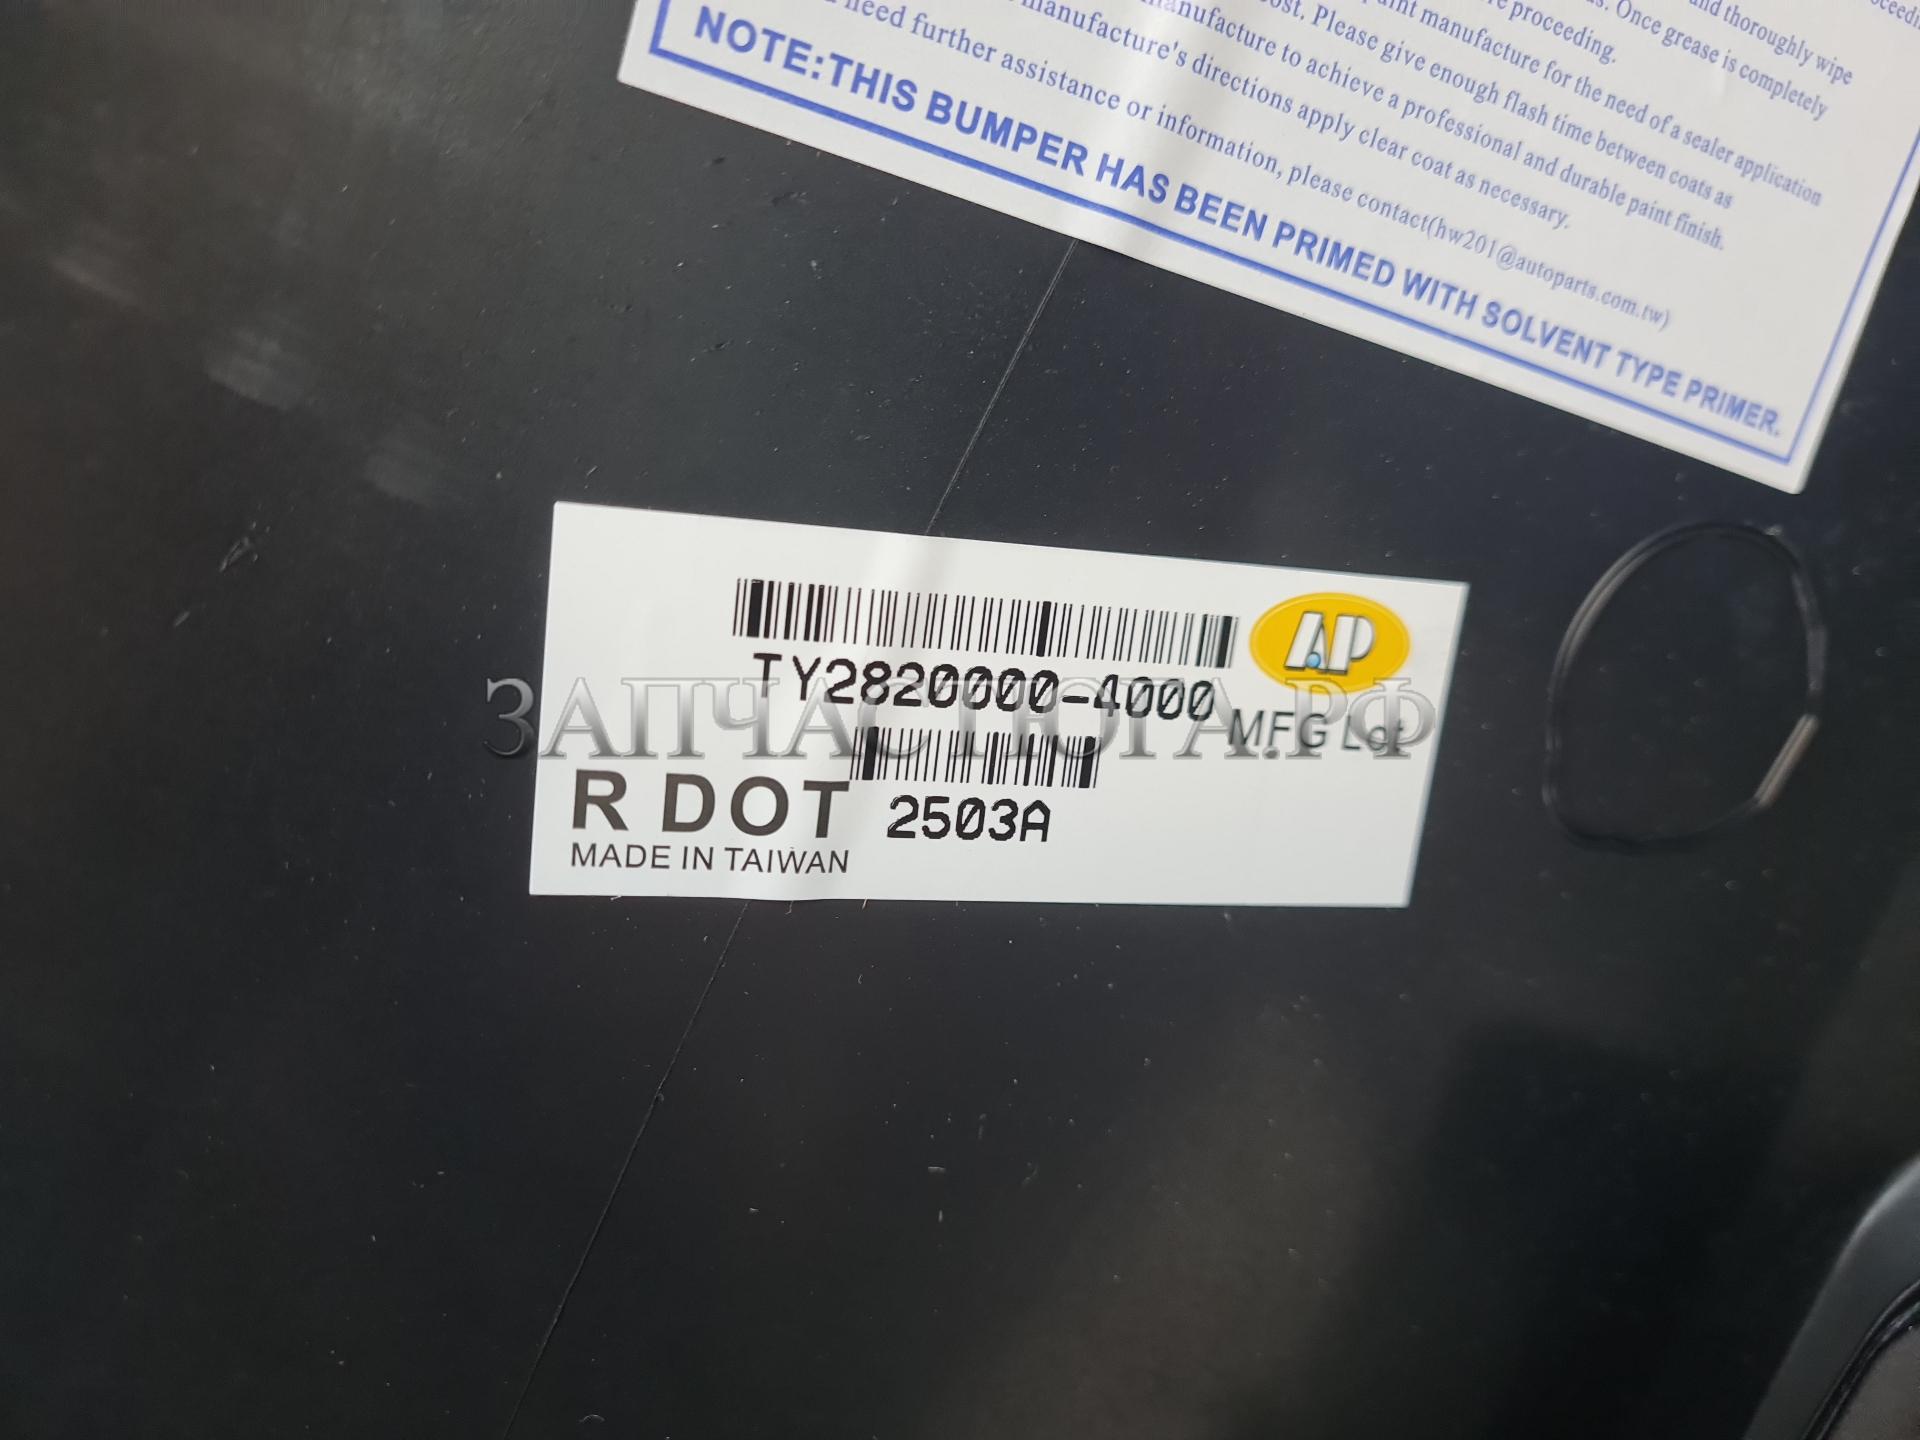 and thoroughly wipe
Once grease is completely
proceeding.
manufacture for the need of a sealer application
Please give enough flash time between coats as
manufacture to achieve a professional and durable paint finish.
manufacture's directions apply clear coat as necessary.
need further assistance or information, please contact(hw201@autoparts.com.tw)
NOTE:THIS BUMPER HAS BEEN PRIMED WITH SOLVENT TYPE PRIMER.
AP
TY2820000-4000
MFG Lot
ЗАПЧАСТЮГА.РФ
R DOT 2503A
MADE IN TAIWAN